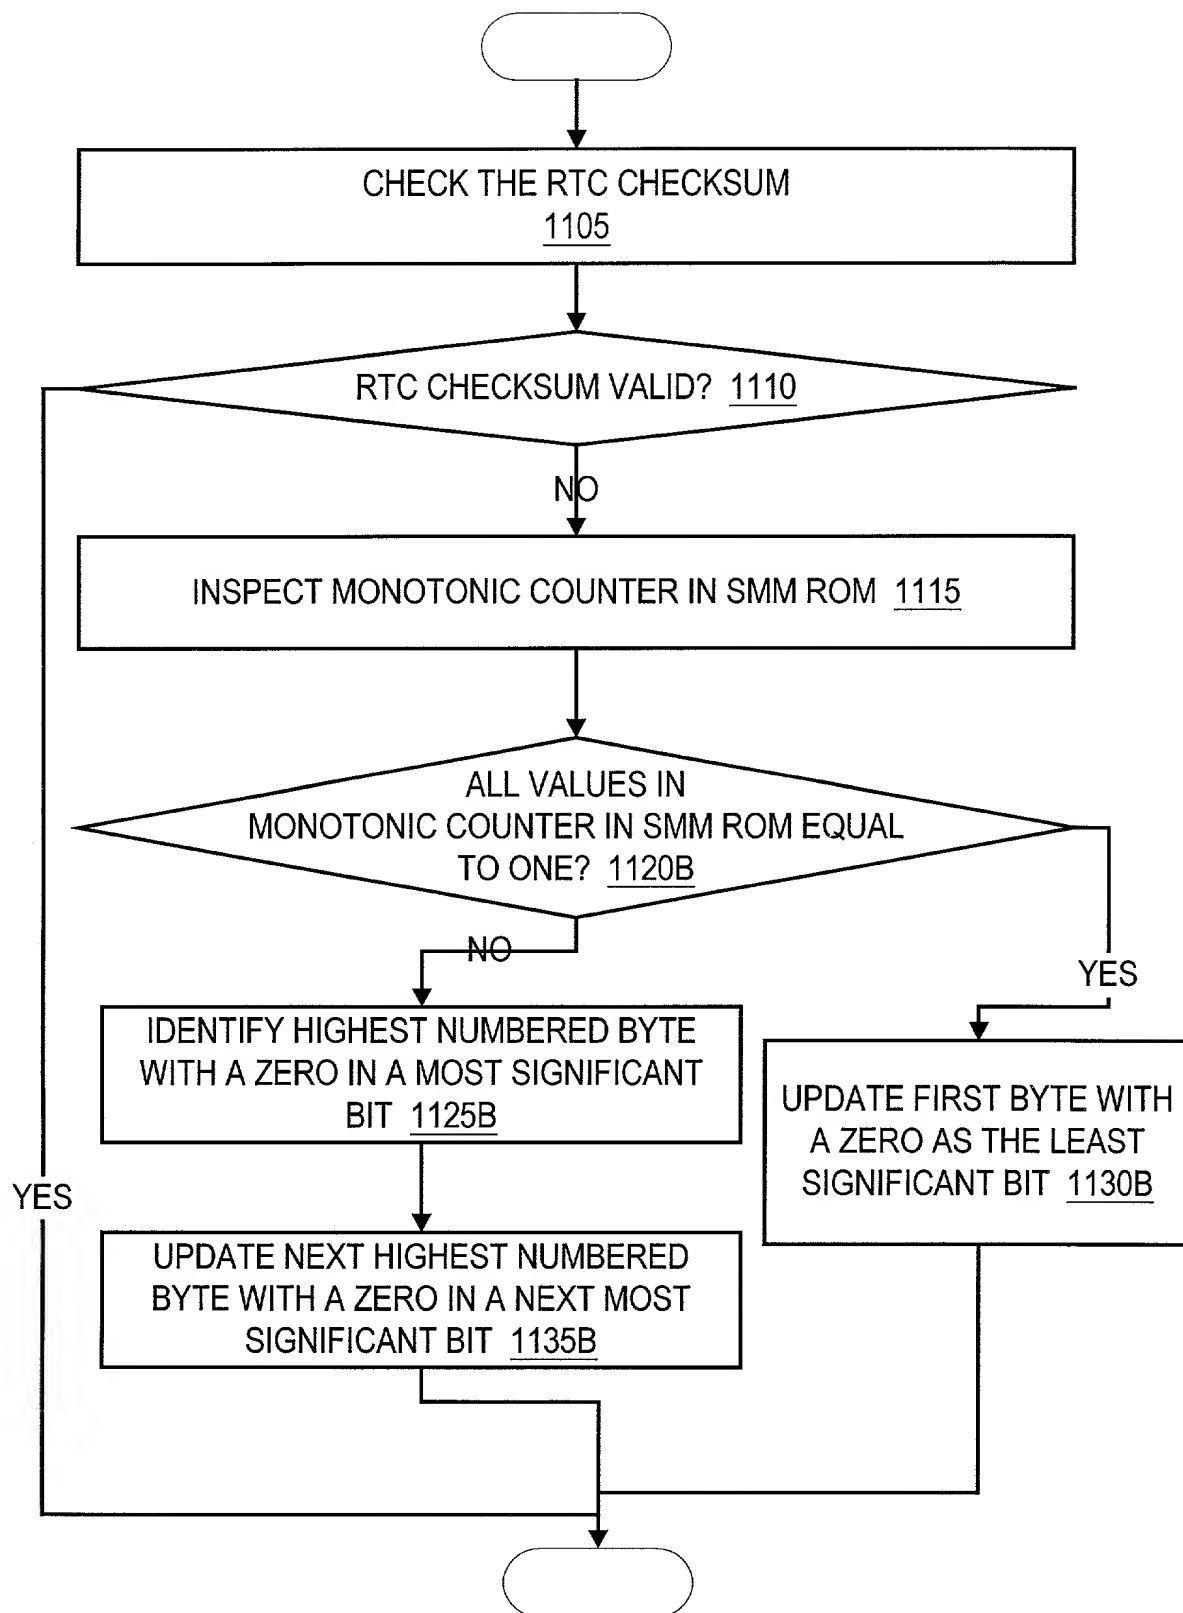 CHECK THE RTC CHECKSUM
1105
RTC CHECKSUM VALID? 1110
NO
INSPECT MONOTONIC COUNTER IN SMM ROM 1115
ALL VALUES IN
MONOTONIC COUNTER IN SMM ROM EQUAL
TO ONE? 1120B
NO
YES
IDENTIFY HIGHEST NUMBERED BYTE
WITH A ZERO IN A MOST SIGNIFICANT
BIT 1125B
UPDATE FIRST BYTE WITH
A ZERO AS THE LEAST
SIGNIFICANT BIT 1130B
YES
UPDATE NEXT HIGHEST NUMBERED
BYTE WITH A ZERO IN A NEXT MOST
SIGNIFICANT BIT 1135B